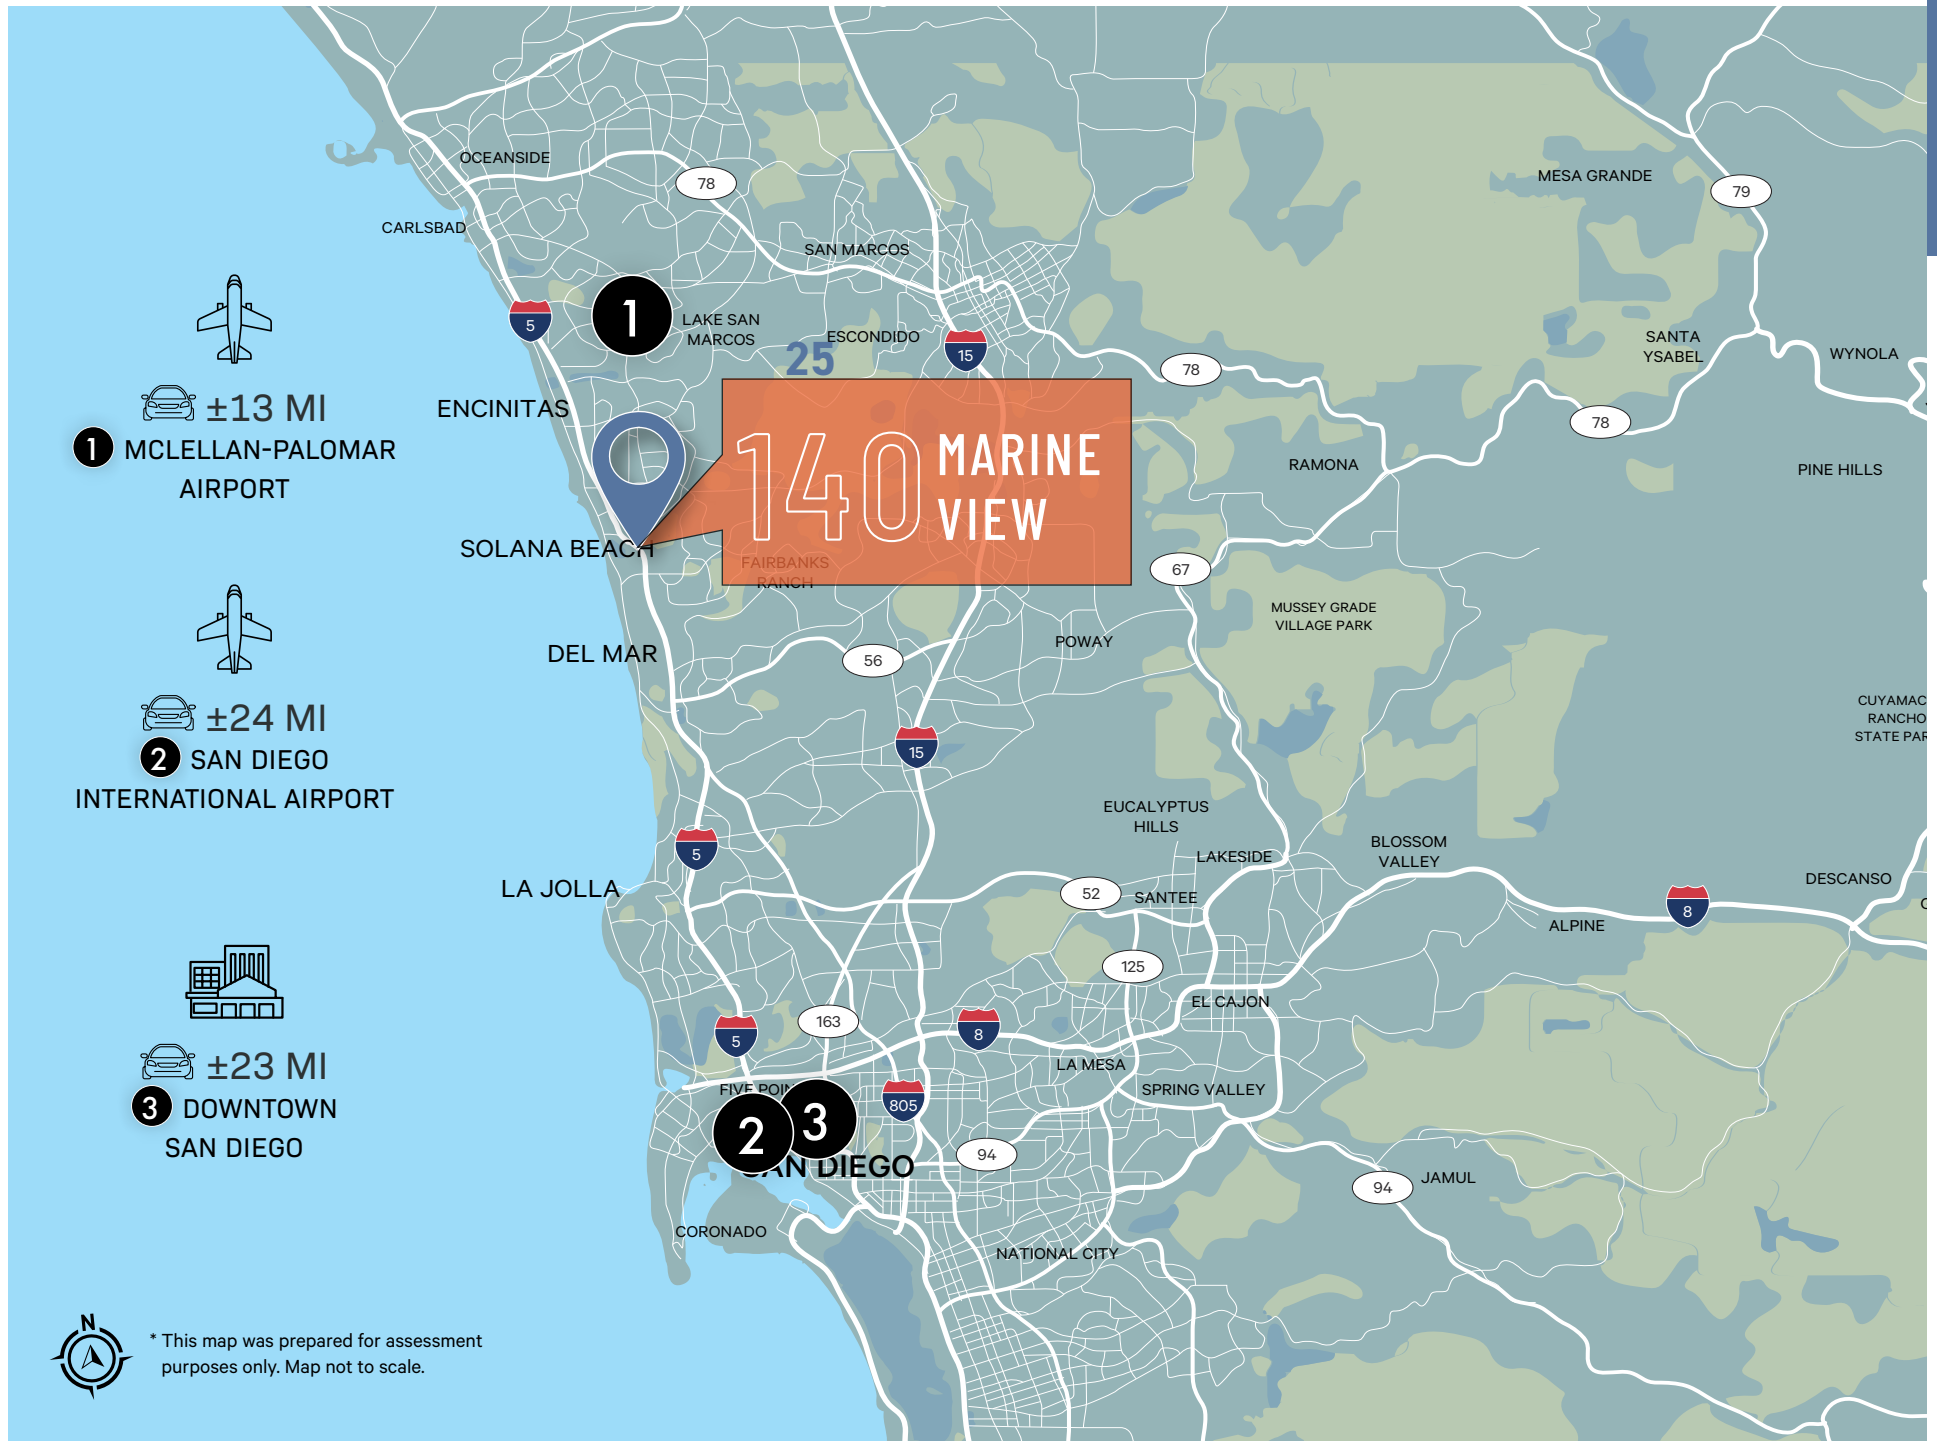 OCEANSIDE
78
MESA GRANDE
79
CARLSBAD
SAN MARCOS
5
1
LAKE SAN
MARCOS
25
ESCONDIDO
15
78
SANTA
YSABEL
WYNOLA
±13 MI
1 MCLELLAN-PALOMAR
AIRPORT
ENCINITAS
140 MARINE
VIEW
78
RAMONA
PINE HILLS
SOLANA BEACH
FAIRBANKS
RANCH
67
MUSSEY GRADE
VILLAGE PARK
DEL MAR
56
POWAY
±24 MI
2 SAN DIEGO
INTERNATIONAL AIRPORT
15
CUYAMAC
RANCHO
STATE PAR
EUCALYPTUS
HILLS
5
LAKESIDE
BLOSSOM
VALLEY
LA JOLLA
52
SANTEE
DESCANSO
8
ALPINE
125
EL CAJON
163
5
8
±23 MI
3 DOWNTOWN
SAN DIEGO
LA MESA
FIVE POIN
SPRING VALLEY
805
2
3
SAN DIEGO
94
94
JAMUL
CORONADO
NATIONAL CITY
N
* This map was prepared for assessment
purposes only. Map not to scale.